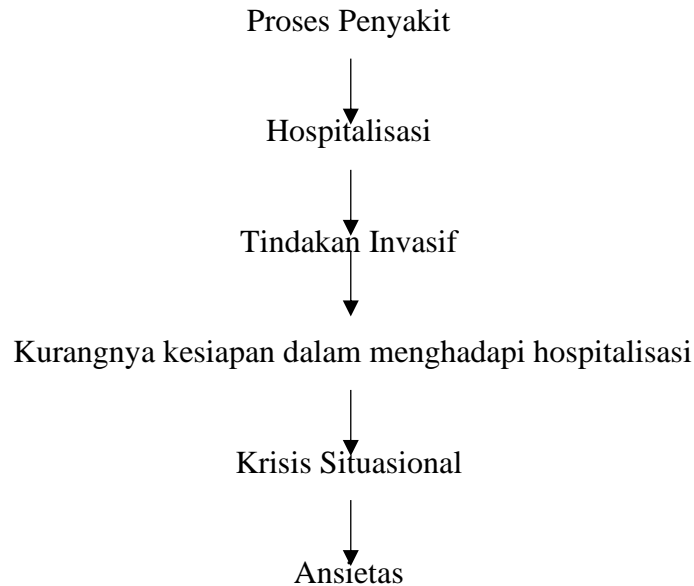 Proses Penyakit
Hospitalisasi
Tindakan Invasif
Kurangnya kesiapan dalam menghadapi hospitalisasi
Krisis Situasional
Ansietas